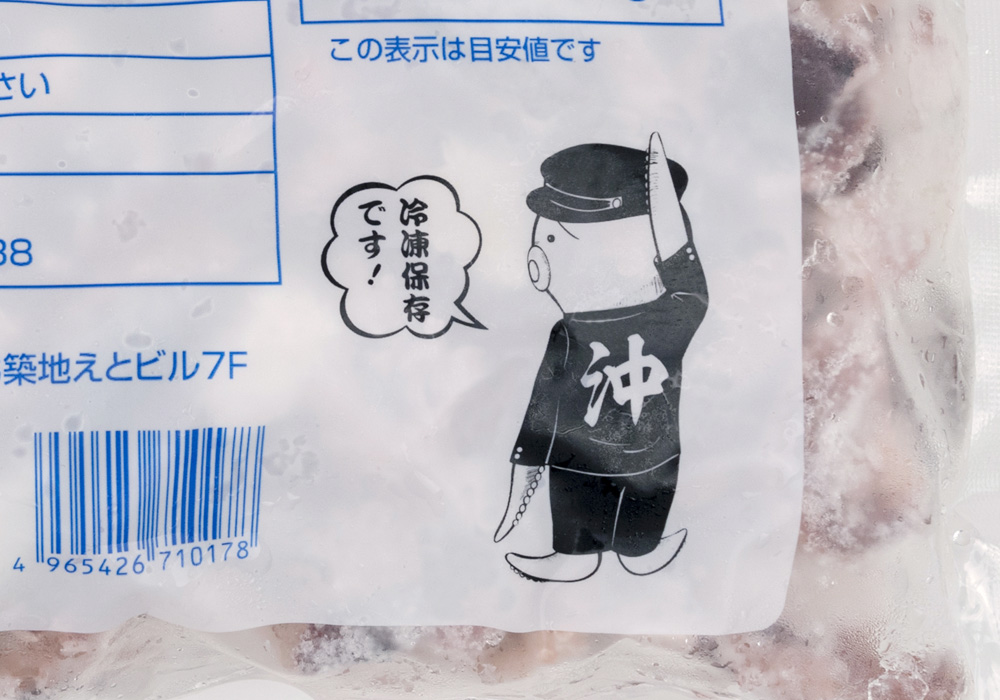 この表示は目安値です
さい
38
冷凍保存
です！
沖
築地えとビル7F
4 965426 710178